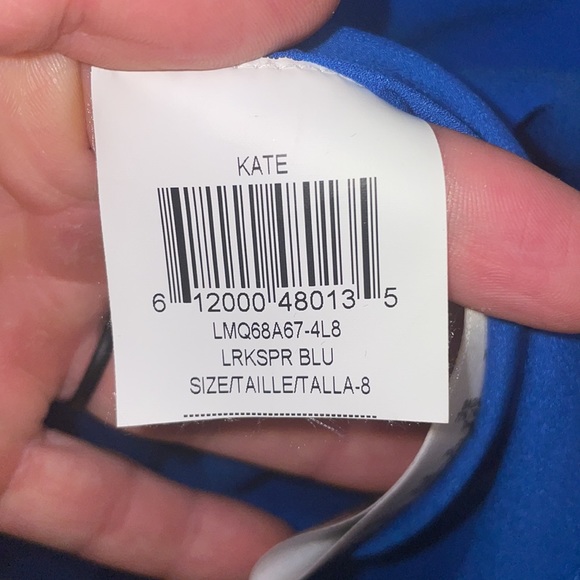 KATE
6 12000 48013 5
LMQ68A67-4L8
LRKSPR BLU
SIZE/TAILLE/TALLA-8